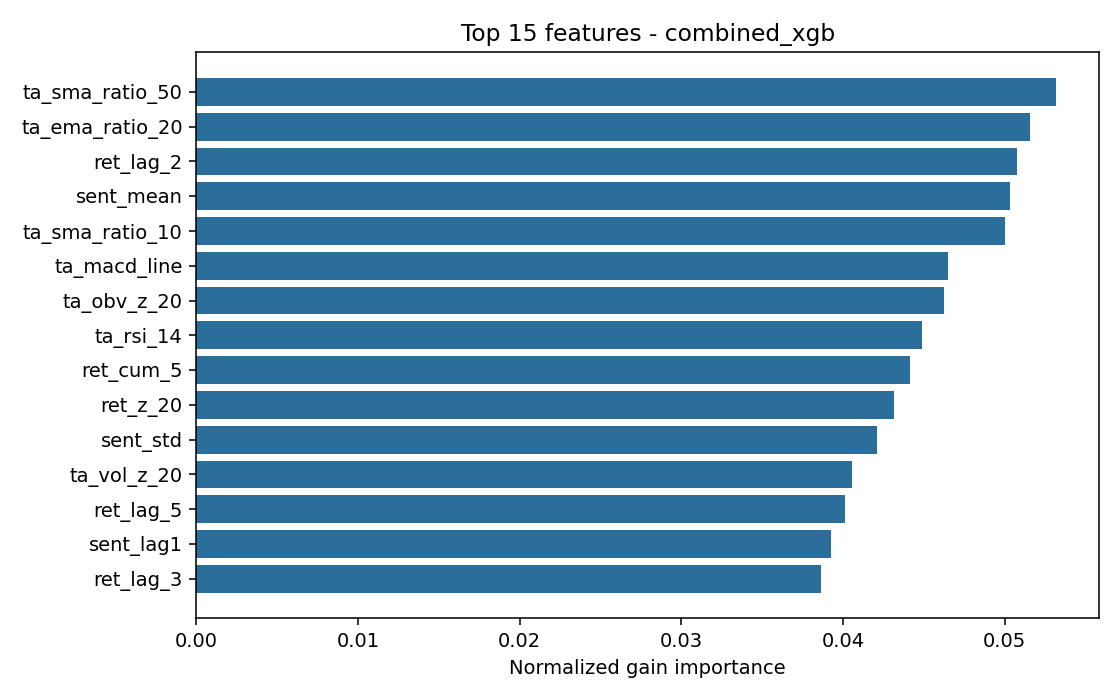 Top 15 features - combined_xgb
ta_sma_ratio_50
ta_ema_ratio_20
ret_lag_2
sent_mean
ta_sma_ratio_10
ta_macd_line
ta_obv_z_20
ta_rsi_14
ret_cum_5
ret_z_20
sent_std
ta_vol_z_20
ret_lag_5
sent_lag1
ret_lag_3
0.00 0.01 0.02 0.03 0.04 0.05
Normalized gain importance